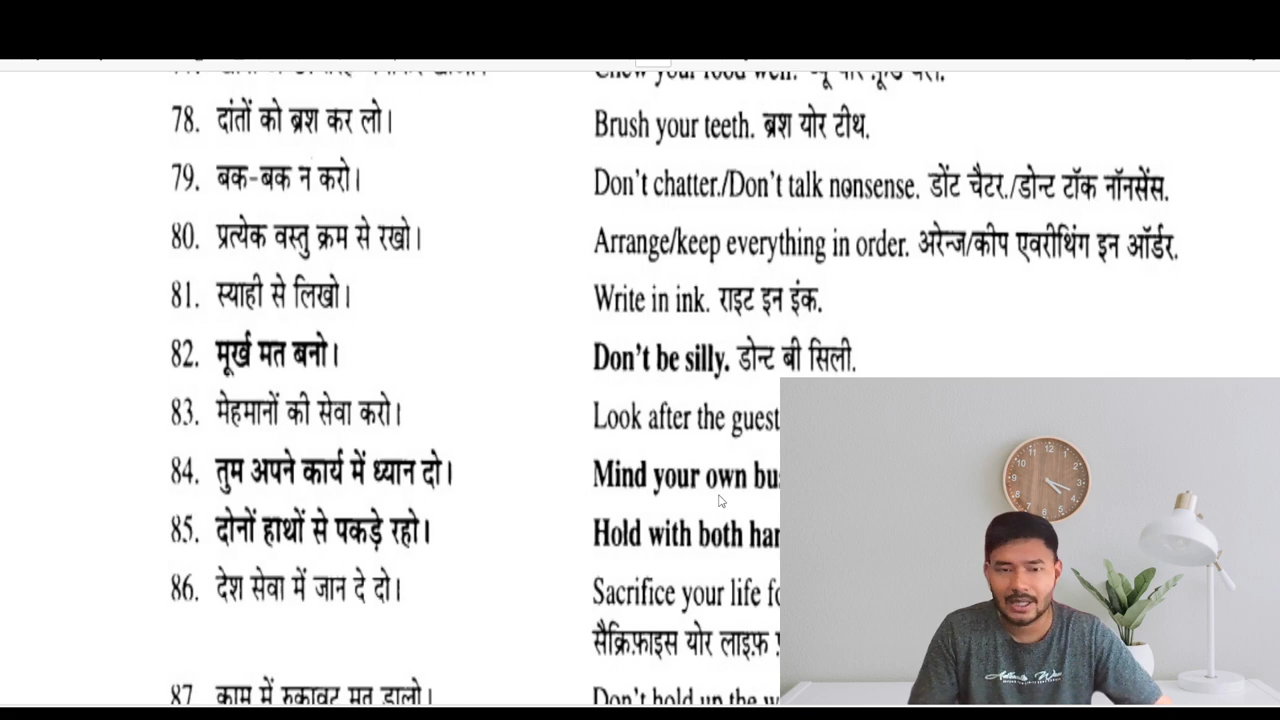 Chew your food well.
78. दांतों को ब्रश कर लो। Brush your teeth. ब्रश योर टीथ.
79. बक-बक न करो। Don't chatter./Don't talk nonsense. डोंट चैटर./डोन्ट टॉक नॉनसेंस.
80. प्रत्येक वस्तु क्रम से रखो। Arrange/keep everything in order. अरेन्ज/कीप एवरीथिंग इन ऑर्डर.
81. स्याही से लिखो। Write in ink. राइट इन इंक.
82. मूर्ख मत बनो। Don't be silly. डोन्ट बी सिली.
83. मेहमानों की सेवा करो। Look after the guest
84. तुम अपने कार्य में ध्यान दो। Mind your own
85. दोनों हाथों से पकड़े रहो। Hold with both
86. देश सेवा में जान दे दो। Sacrifice your life
सैक्रिफ़ाइस योर लाइफ़
87. काम में रुकावट मत डालो। Don't hold up the